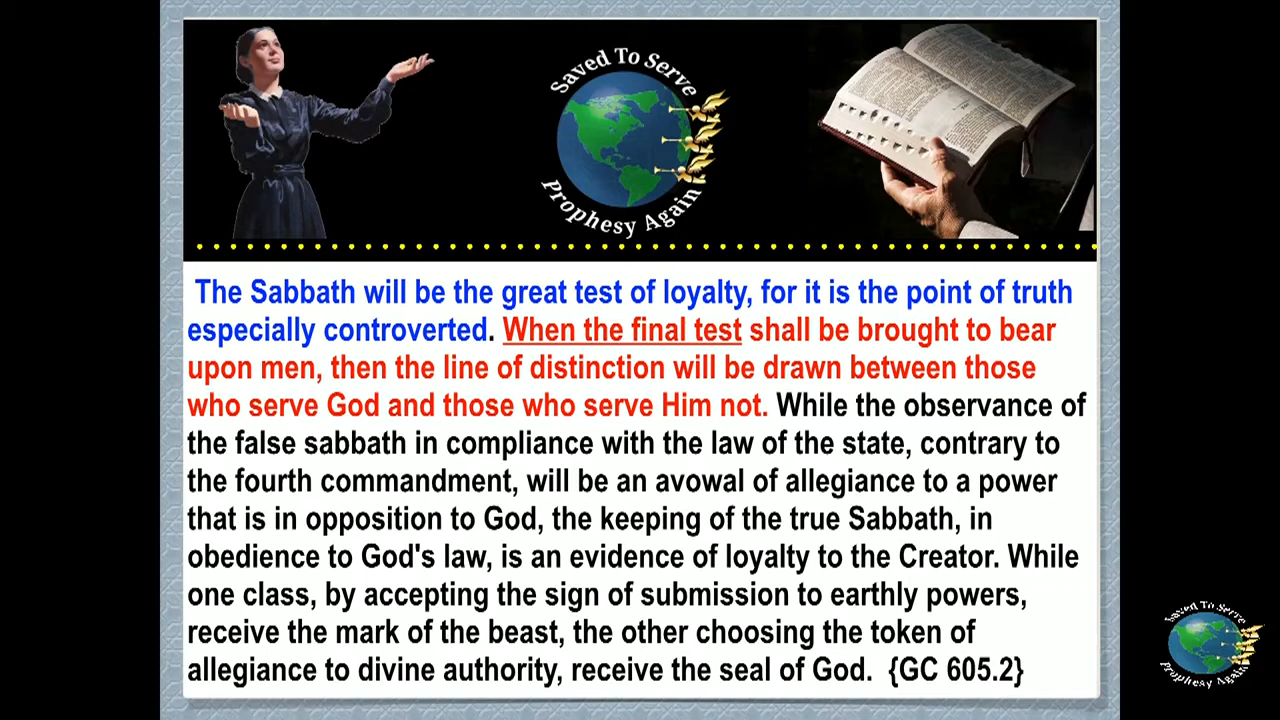 Saved To Serve
Prophesy Again
The Sabbath will be the great test of loyalty, for it is the point of truth
especially controverted. When the final test shall be brought to bear
upon men, then the line of distinction will be drawn between those
who serve God and those who serve Him not. While the observance of
the false sabbath in compliance with the law of the state, contrary to
the fourth commandment, will be an avowal of allegiance to a power
that is in opposition to God, the keeping of the true Sabbath, in
obedience to God's law, is an evidence of loyalty to the Creator. While
one class, by accepting the sign of submission to earthly powers,
receive the mark of the beast, the other choosing the token of
allegiance to divine authority, receive the seal of God. {GC 605.2}
Saved To Serve
Prophesy Again